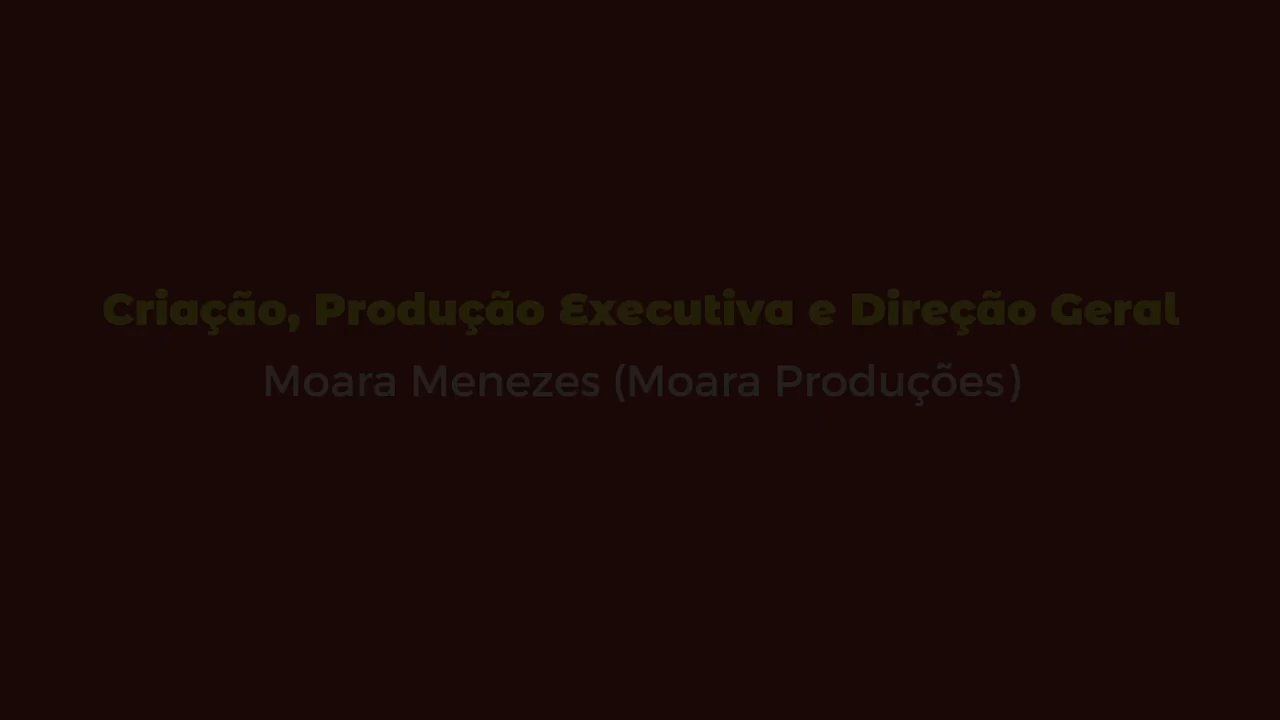 Criação, Produção Executiva e Direção Geral
Moara Menezes (Moara Produções)